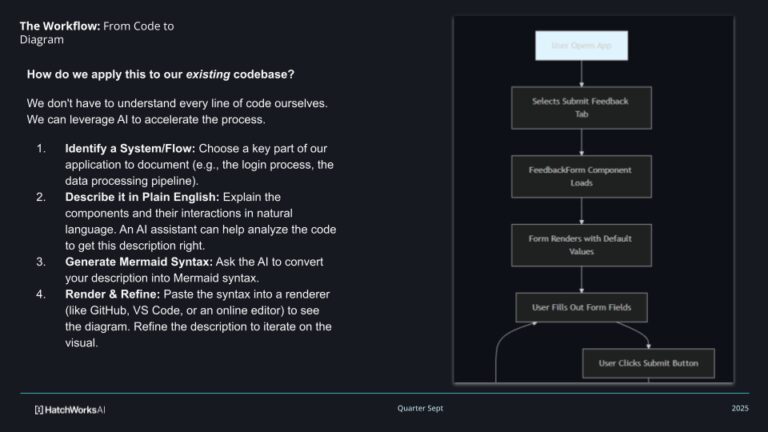 The Workflow: From Code to
Diagram
How do we apply this to our existing codebase?
We don't have to understand every line of code ourselves.
We can leverage AI to accelerate the process.
1. Identify a System/Flow: Choose a key part of our
application to document (e.g., the login process, the
data processing pipeline).
2. Describe it in Plain English: Explain the
components and their interactions in natural
language. An AI assistant can help analyze the code
to get this description right.
3. Generate Mermaid Syntax: Ask the AI to convert
your description into Mermaid syntax.
4. Render & Refine: Paste the syntax into a renderer
(like GitHub, VS Code, or an online editor) to see
the diagram. Refine the description to iterate on the
visual.
User Opens App
Selects Submit Feedback
Tab
FeedbackForm Component
Loads
Form Renders with Default
Values
User Fills Out Form Fields
User Clicks Submit Button
HatchWorksAI
Quarter Sept
2025